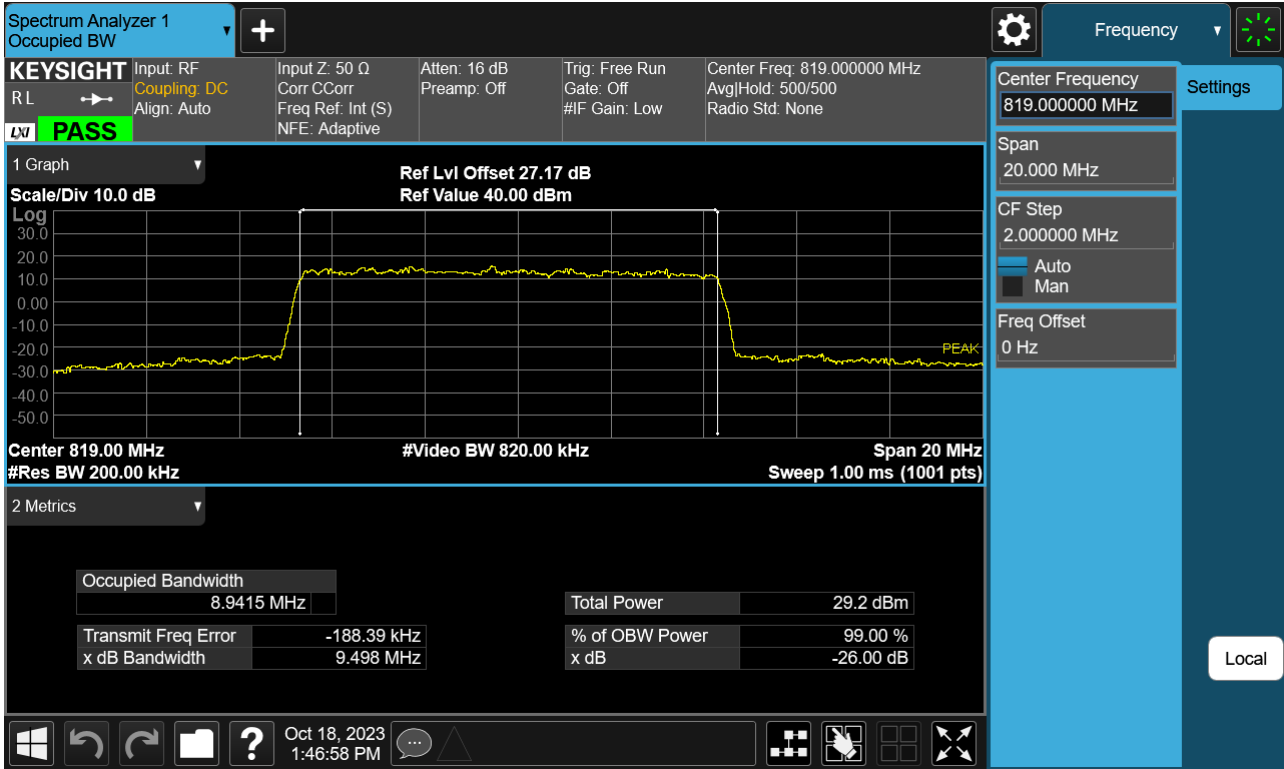 Spectrum Analyzer 1
Occupied BW
Frequency
KEYSIGHT
R L
LXI PASS
Input: RF
Coupling: DC
Align: Auto
Input Z: 50 Ω
Corr CCorr
Freq Ref: Int (S)
NFE: Adaptive
Atten: 16 dB
Preamp: Off
Trig: Free Run
Gate: Off
#IF Gain: Low
Center Freq: 819.000000 MHz
Avg|Hold: 500/500
Radio Std: None
1 Graph
Scale/Div 10.0 dB
Ref Lvl Offset 27.17 dB
Ref Value 40.00 dBm
Log
30.0
20.0
10.0
0.00
-10.0
-20.0
-30.0
-40.0
-50.0
PEAK
Center 819.00 MHz
#Video BW 820.00 kHz
Span 20 MHz
#Res BW 200.00 kHz
Sweep 1.00 ms (1001 pts)
2 Metrics
Occupied Bandwidth
8.9415 MHz
Total Power 29.2 dBm
Transmit Freq Error -188.39 kHz
% of OBW Power 99.00 %
x dB Bandwidth 9.498 MHz
x dB -26.00 dB
Center Frequency
819.000000 MHz
Settings
Span
20.000 MHz
CF Step
2.000000 MHz
Auto
Man
Freq Offset
0 Hz
Local
?
Oct 18, 2023
1:46:58 PM